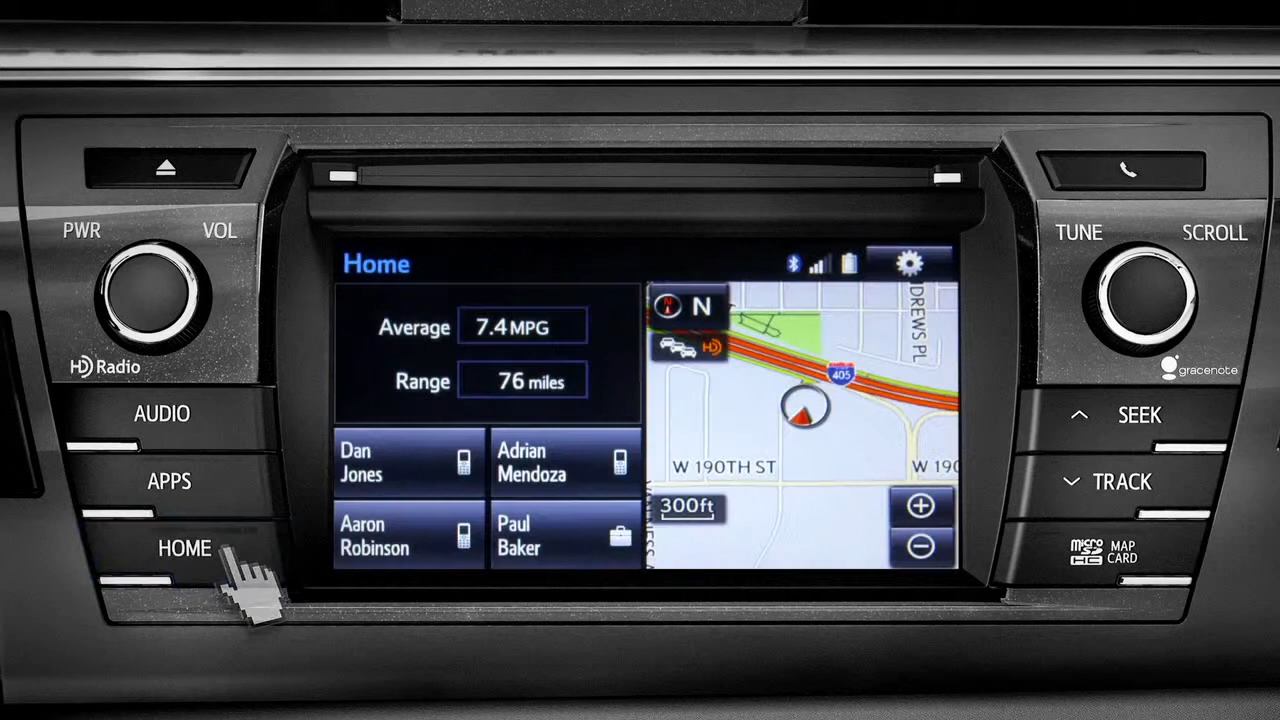 PWR
VOL
HD Radio
AUDIO
APPS
HOME
Home
Average
7.4 MPG
Range
76 miles
Dan
Jones
Adrian
Mendoza
Aaron
Robinson
Paul
Baker
N
N
HD
DREWS PL
405
W 190TH ST
W 190
300ft
TUNE
SCROLL
gracenote
SEEK
TRACK
micro
SD
HC
MAP
CARD